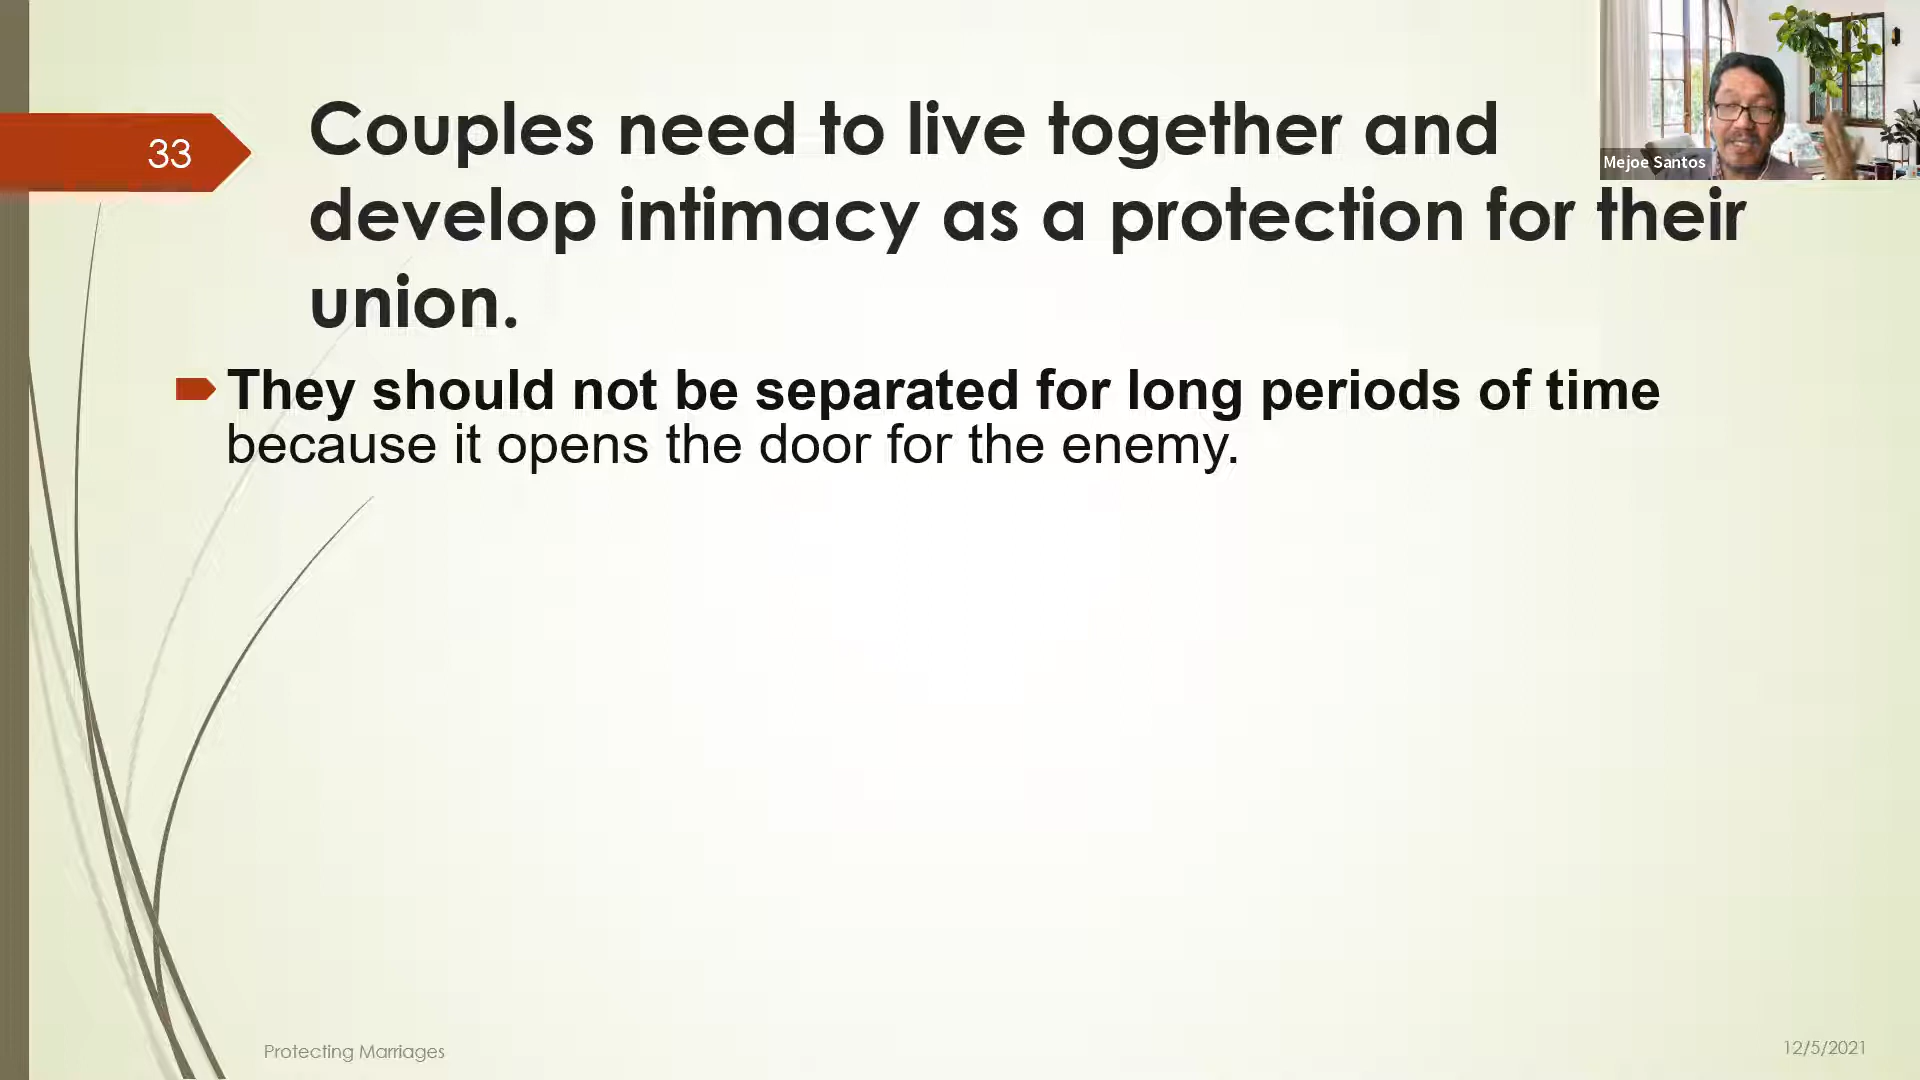 33
Couples need to live together and
develop intimacy as a protection for their
union.
They should not be separated for long periods of time
because it opens the door for the enemy.
Mejoe Santos
Protecting Marriages
12/5/2021